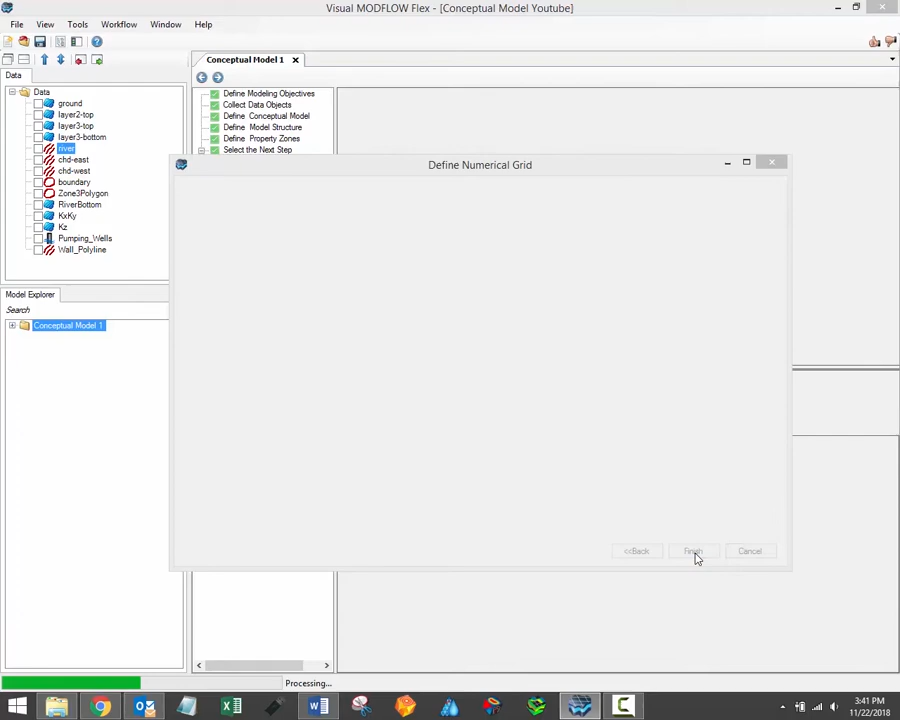 Visual MODFLOW Flex - [Conceptual Model Youtube]
File View Tools Workflow Window Help
Data
Conceptual Model 1
Data
ground
layer2-top
layer3-top
layer3-bottom
river
chd-east
chd-west
boundary
Zone3Polygon
RiverBottom
KxKy
Kz
Pumping_Wells
Wall_Polyline
Define Modeling Objectives
Collect Data Objects
Define Conceptual Model
Define Model Structure
Define Property Zones
Select the Next Step
Define Numerical Grid
Model Explorer
Search
Conceptual Model 1
<<Back Finish Cancel
Processing...
3:41 PM
11/22/2018